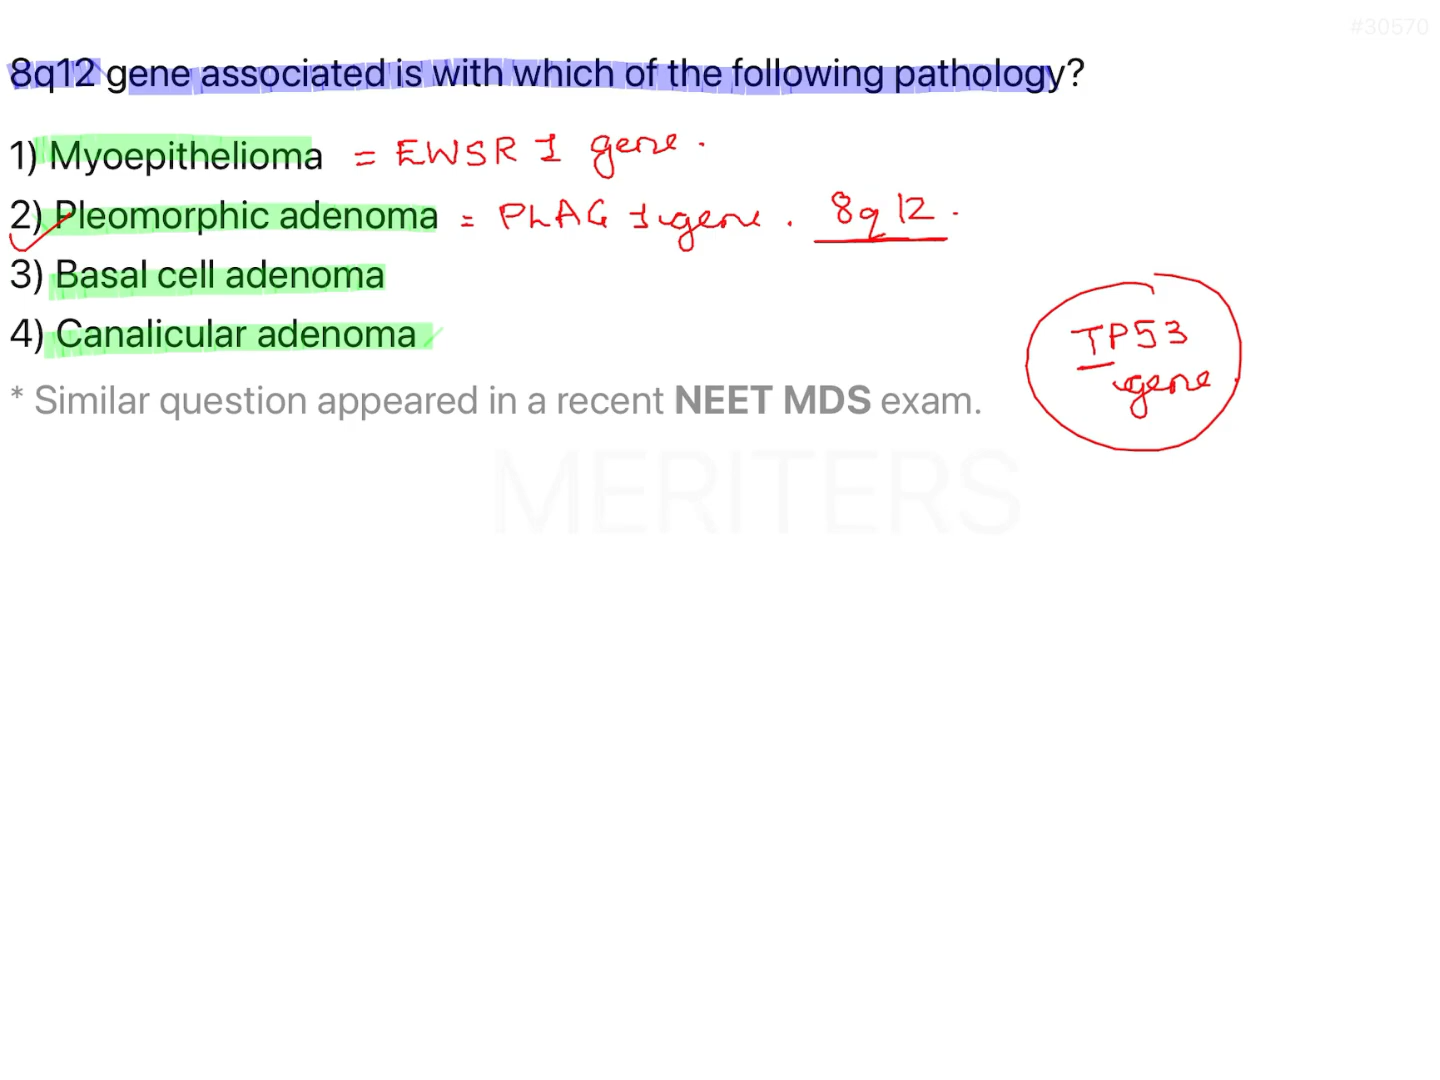 #30570
8q12 gene associated is with which of the following pathology?
1) Myoepithelioma = EWSR 1 gene.
2) Pleomorphic adenoma = PLAG 1 gene. 8q12.
3) Basal cell adenoma
4) Canalicular adenoma
TP53
gene
* Similar question appeared in a recent NEET MDS exam.
MERITERS